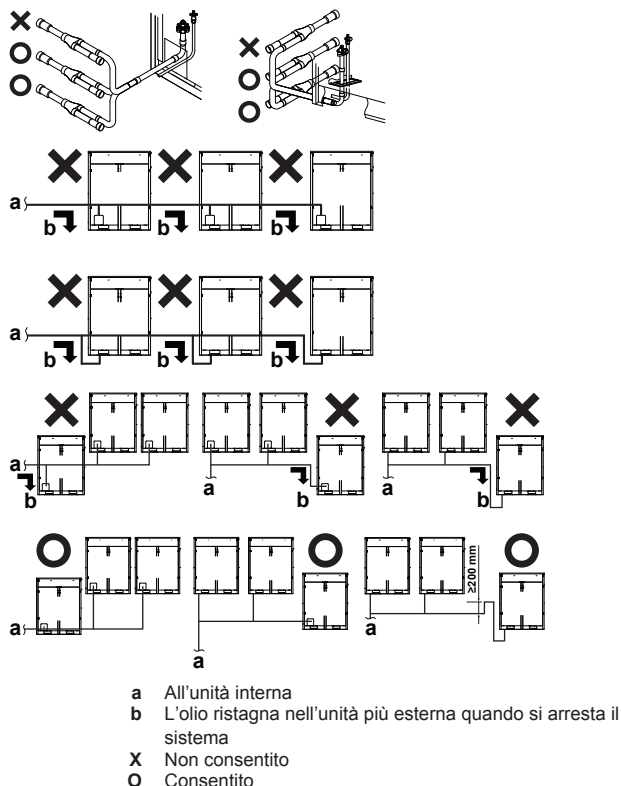 a
b
b
b
a
b
b
b
a
b
a
b
a
b
a
a
a
≥200 mm
a All'unità interna
b L'olio ristagna nell'unità più esterna quando si arresta il
sistema
X Non consentito
O Consentito